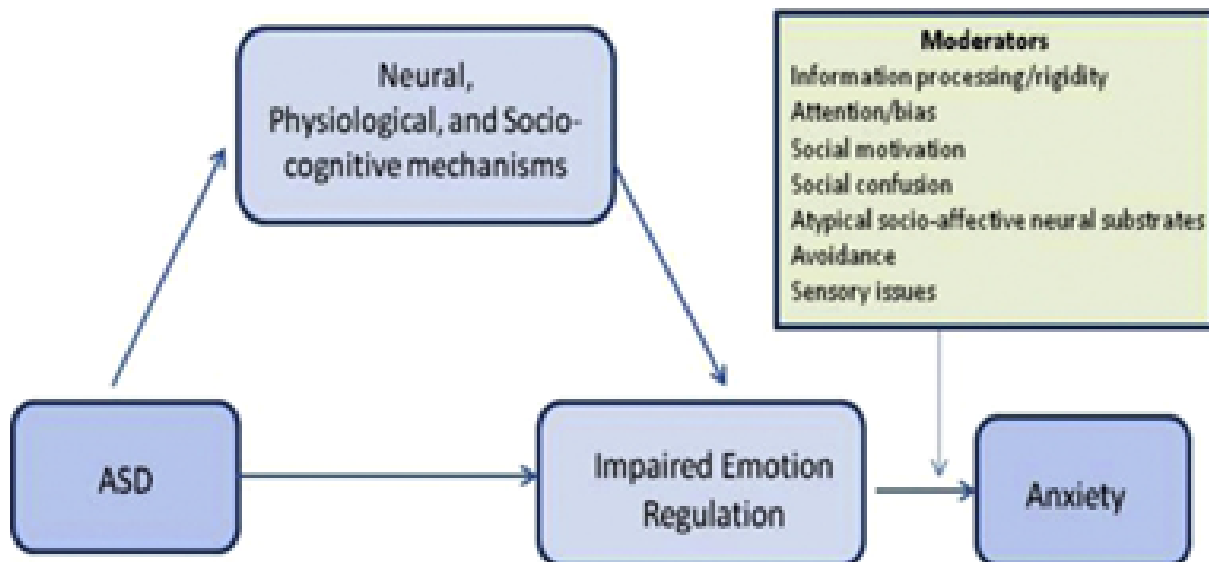 Neural,
Physiological, and Socio-
cognitive mechanisms
Moderators
Information processing/rigidity
Attention/bias
Social motivation
Social confusion
Atypical socio-affective neural substrates
Avoidance
Sensory issues
ASD
Impaired Emotion
Regulation
Anxiety